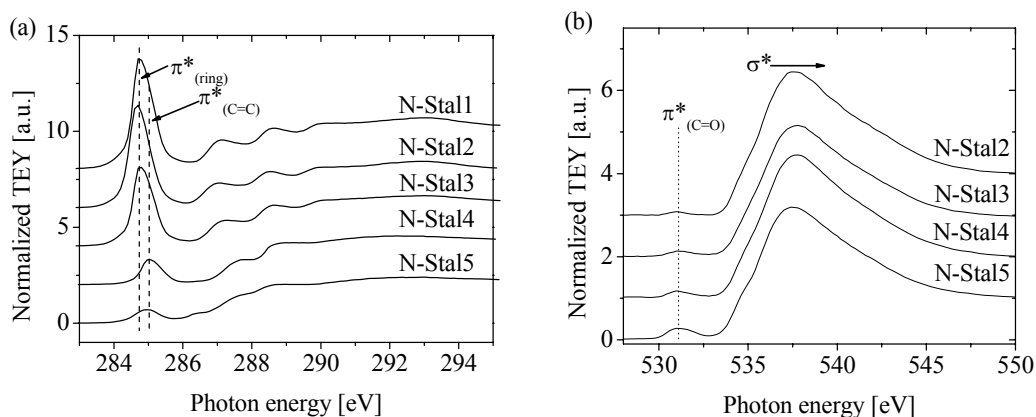 (a)
15
10
5
0
Normalized TEY [a.u.]
π*(ring)
π*(C=C)
N-Stal1
N-Stal2
N-Stal3
N-Stal4
N-Stal5
284 286 288 290 292 294
Photon energy [eV]
(b)
6
4
2
0
Normalized TEY [a.u.]
σ*
π*(C=O)
N-Stal2
N-Stal3
N-Stal4
N-Stal5
530 535 540 545 550
Photon energy [eV]